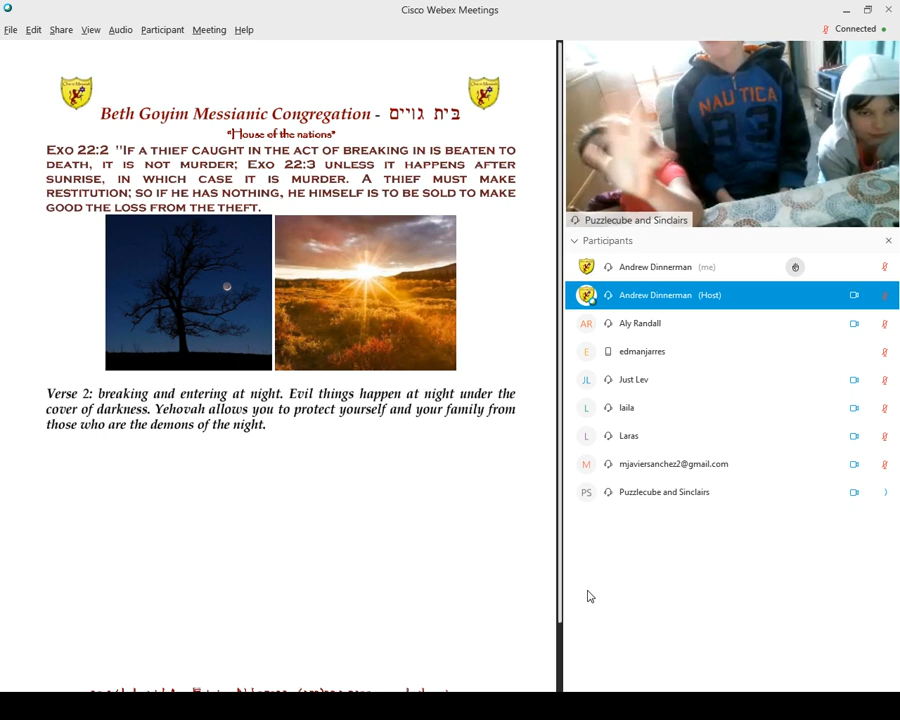 Cisco Webex Meetings
File Edit Share View Audio Participant Meeting Help
Connected
Beth Goyim Messianic Congregation - בית גויים
"House of the nations"
Exo 22:2 "If a thief caught in the act of breaking in is beaten to
death, it is not murder; Exo 22:3 unless it happens after
sunrise, in which case it is murder. A thief must make
restitution; so if he has nothing, he himself is to be sold to make
good the loss from the theft.
Verse 2: breaking and entering at night. Evil things happen at night under the
cover of darkness. Yehovah allows you to protect yourself and your family from
those who are the demons of the night.
NAUTICA
Puzzlecube and Sinclairs
Participants
Andrew Dinnerman (me)
Andrew Dinnerman (Host)
AR Aly Randall
E edmanjarres
JL Just Lev
L laila
L Laras
M mjaviersanchez2@gmail.com
PS Puzzlecube and Sinclairs